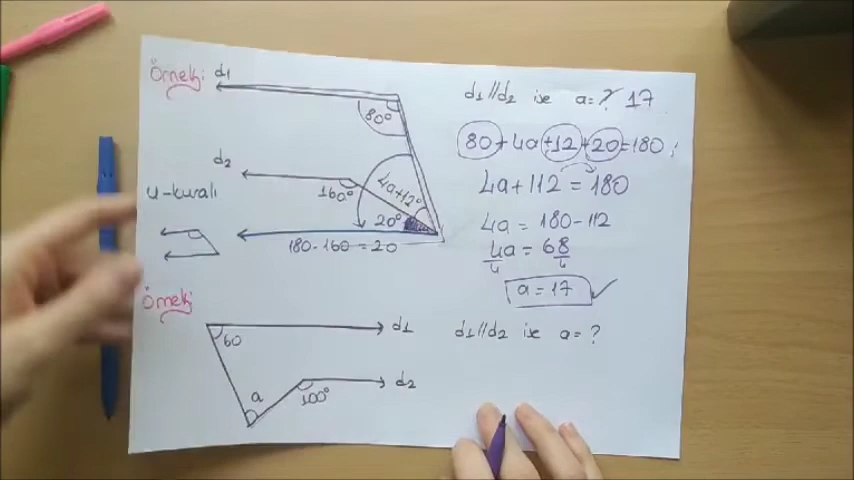 Örnek:
d1
80°
d2
160°
4a+12°
20°
180-160=20
u-kuralı
d1//d2 ise a=? 17
80+4a+12+20=180
4a+112=180
4a=180-112
4a=68
4 4
a=17
Örnek:
d1
60
a
100°
d2
d1//d2 ise a=?